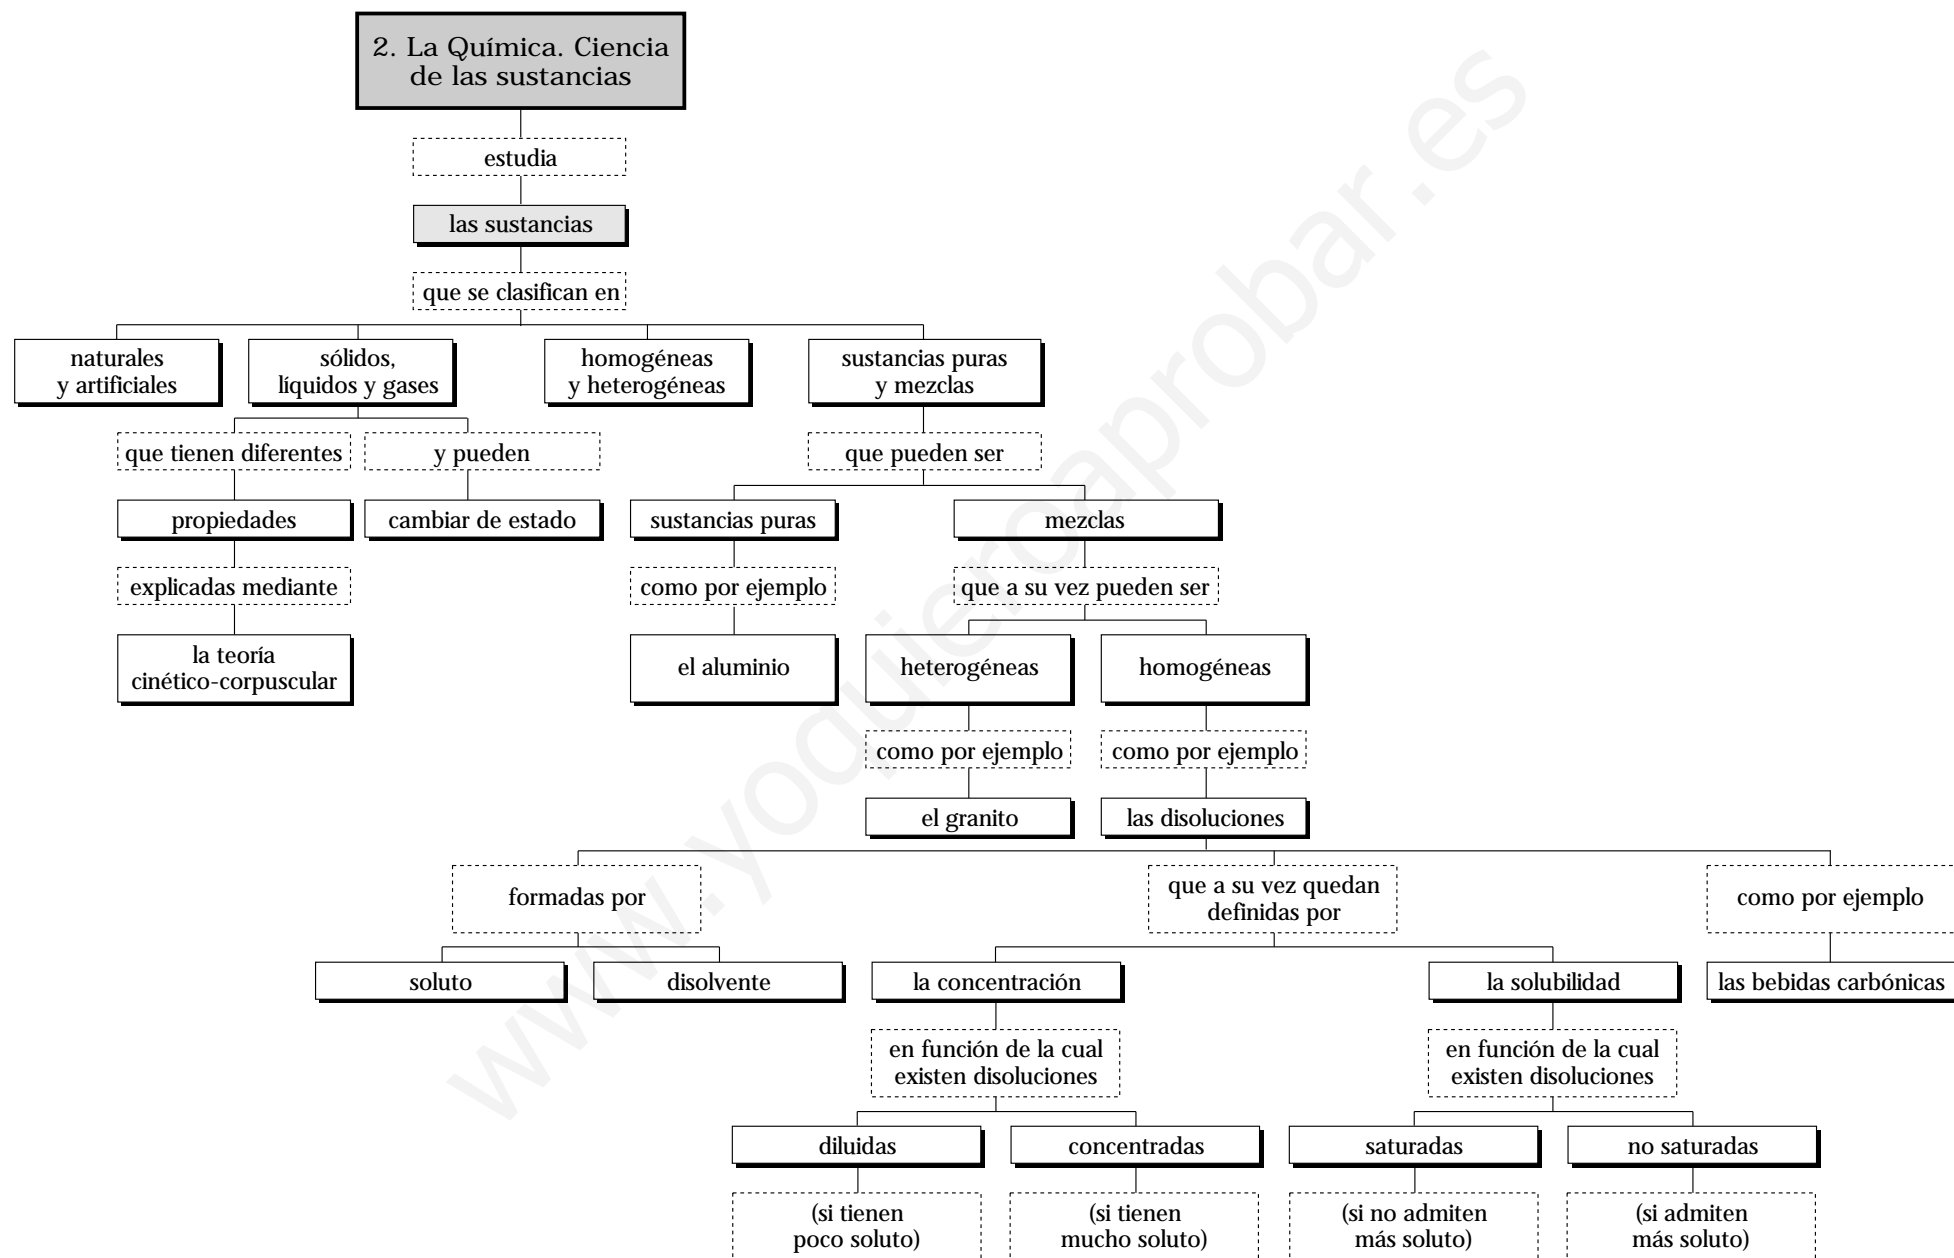 2. La Química. Ciencia
de las sustancias
estudia
las sustancias
que se clasifican en
naturales
y artificiales
sólidos,
líquidos y gases
homogéneas
y heterogéneas
sustancias puras
y mezclas
que tienen diferentes
y pueden
que pueden ser
propiedades
cambiar de estado
sustancias puras
mezclas
explicadas mediante
como por ejemplo
que a su vez pueden ser
la teoría
cinético-corpuscular
el aluminio
heterogéneas
homogéneas
como por ejemplo
como por ejemplo
el granito
las disoluciones
formadas por
que a su vez quedan
definidas por
como por ejemplo
soluto
disolvente
la concentración
la solubilidad
las bebidas carbónicas
en función de la cual
existen disoluciones
en función de la cual
existen disoluciones
diluidas
concentradas
saturadas
no saturadas
(si tienen
poco soluto)
(si tienen
mucho soluto)
(si no admiten
más soluto)
(si admiten
más soluto)
www.yoquieroaprobar.es